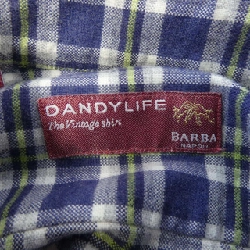 DANDYLIFE
The Vintage shirt
BARBA
NAPOLI